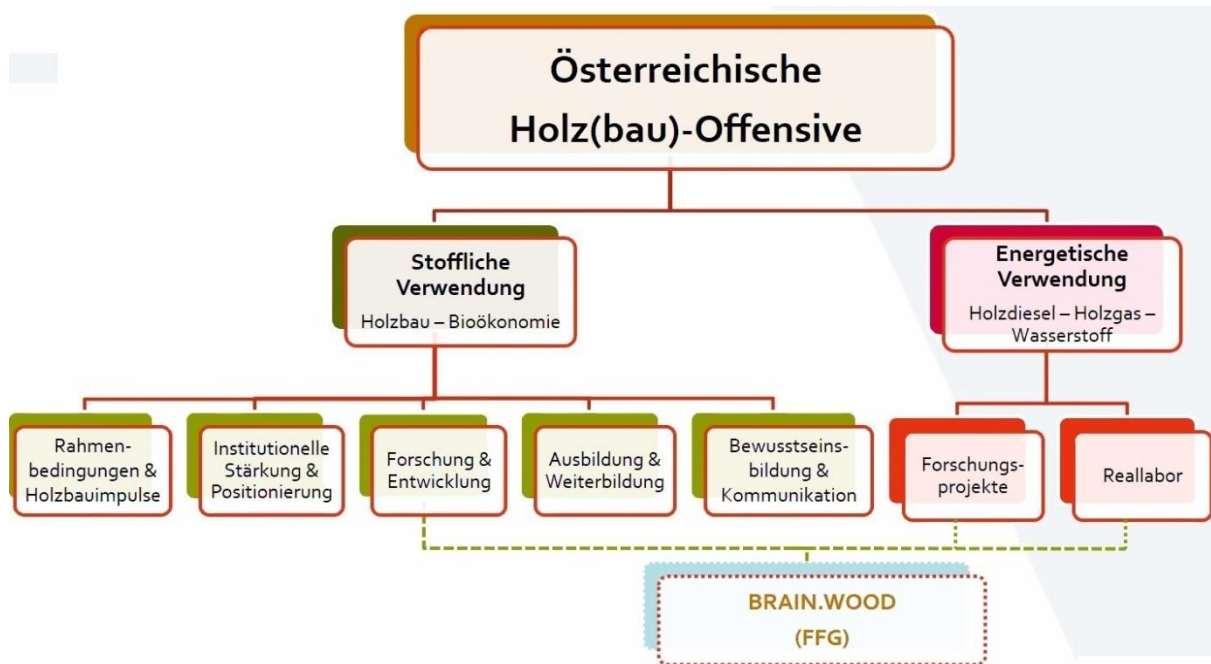 Österreichische
Holz(bau)-Offensive
Stoffliche
Verwendung
Holzbau – Bioökonomie
Energetische
Verwendung
Holzdiesel – Holzgas –
Wasserstoff
Rahmen-
bedingungen &
Holzbauimpulse
Institutionelle
Stärkung &
Positionierung
Forschung &
Entwicklung
Ausbildung &
Weiterbildung
Bewusstseins-
bildung &
Kommunikation
Forschungs-
projekte
Reallabor
BRAIN.WOOD
(FFG)